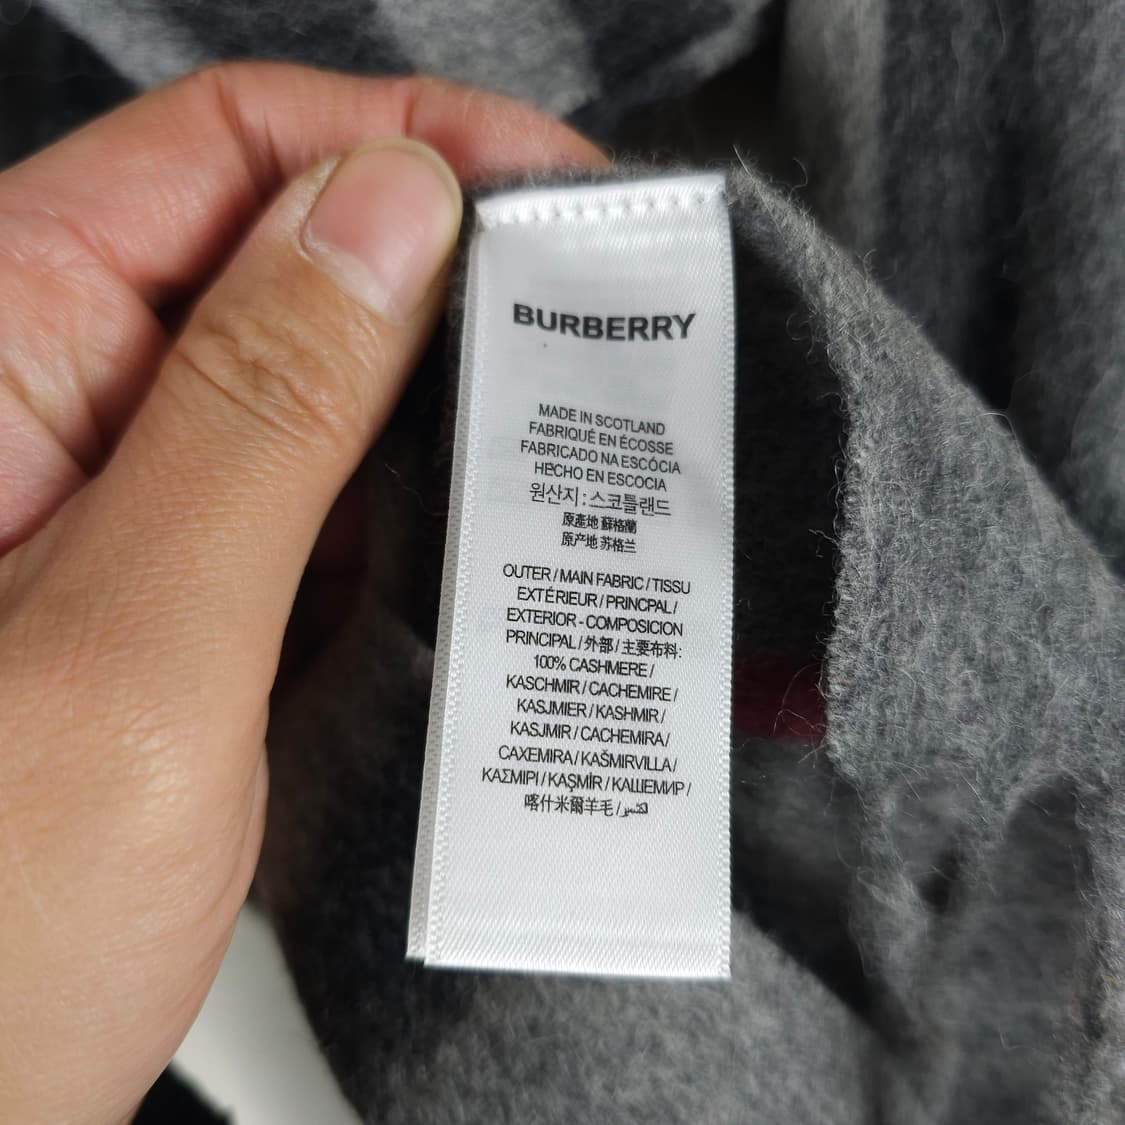 BURBERRY
MADE IN SCOTLAND
FABRIQUÉ EN ÉCOSSE
FABRICADO NA ESCÓCIA
HECHO EN ESCOCIA
원산지 : 스코틀랜드
原產地 蘇格蘭
原产地 苏格兰
OUTER / MAIN FABRIC / TISSU
EXTÉRIEUR / PRINCPAL /
EXTERIOR - COMPOSICION
PRINCIPAL / 外部 / 主要布料:
100% CASHMERE /
KASCHMIR / CACHEMIRE /
KASJMIER / KASHMIR /
KASJMIR / CACHEMIRA /
CAXEMIRA / KAŠMIRVILLA /
ΚΑΣΜΙΡΙ / KAŞMİR / КАШЕМИР /
喀什米爾羊毛 /